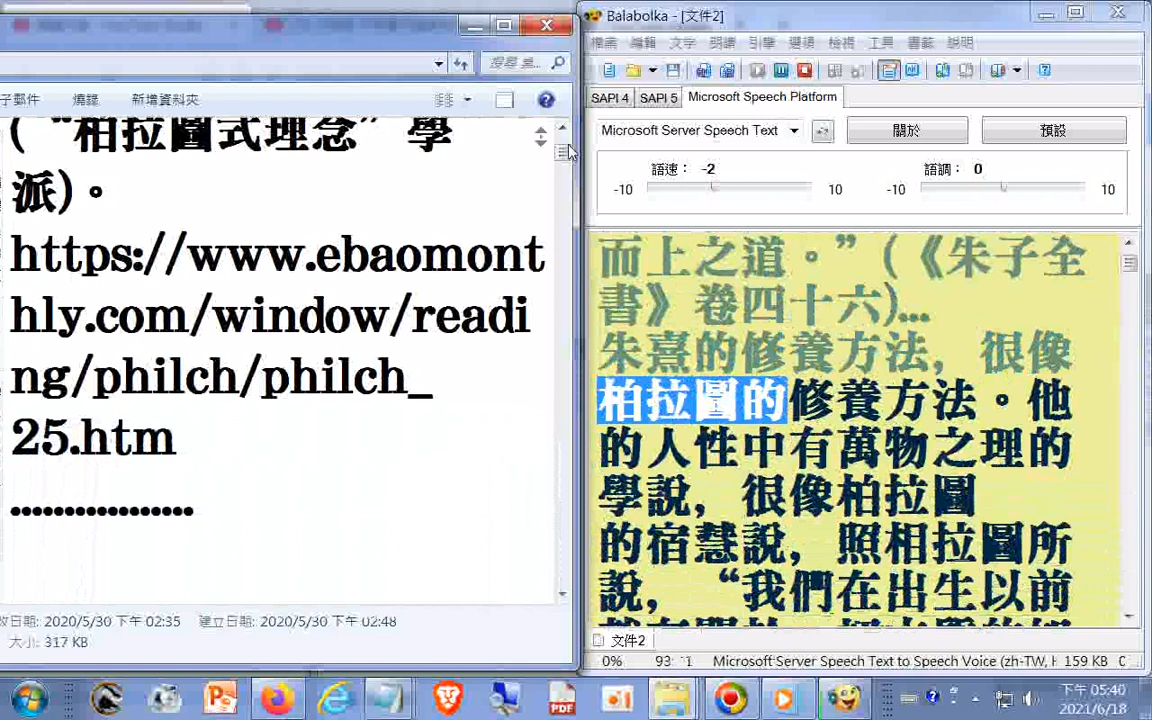 搜尋 桌...
子郵件 燒錄 新增資料夾
(“柏拉圖式理念”學
派)。
https://www.ebaomont
hly.com/window/readi
ng/philch/philch_
25.htm
................
改日期: 2020/5/30 下午 02:35 建立日期: 2020/5/30 下午 02:48
大小: 317 KB
Balabolka - [文件2]
檔案 編輯 文字 朗讀 引擎 選項 檢視 工具 書籤 說明
SAPI 4 SAPI 5 Microsoft Speech Platform
Microsoft Server Speech Text 關於 預設
語速: -2 語調: 0
-10 10 -10 10
而上之道。”(《朱子全
書》卷四十六)...
朱熹的修養方法, 很像
柏拉圖的修養方法。他
的人性中有萬物之理的
學說, 很像柏拉圖
的宿慧說, 照柏拉圖所
說, “我們在出生以前
文件2
0% Microsoft Server Speech Text to Speech Voice (zh-TW, H 159 KB
下午 05:40
2021/6/18